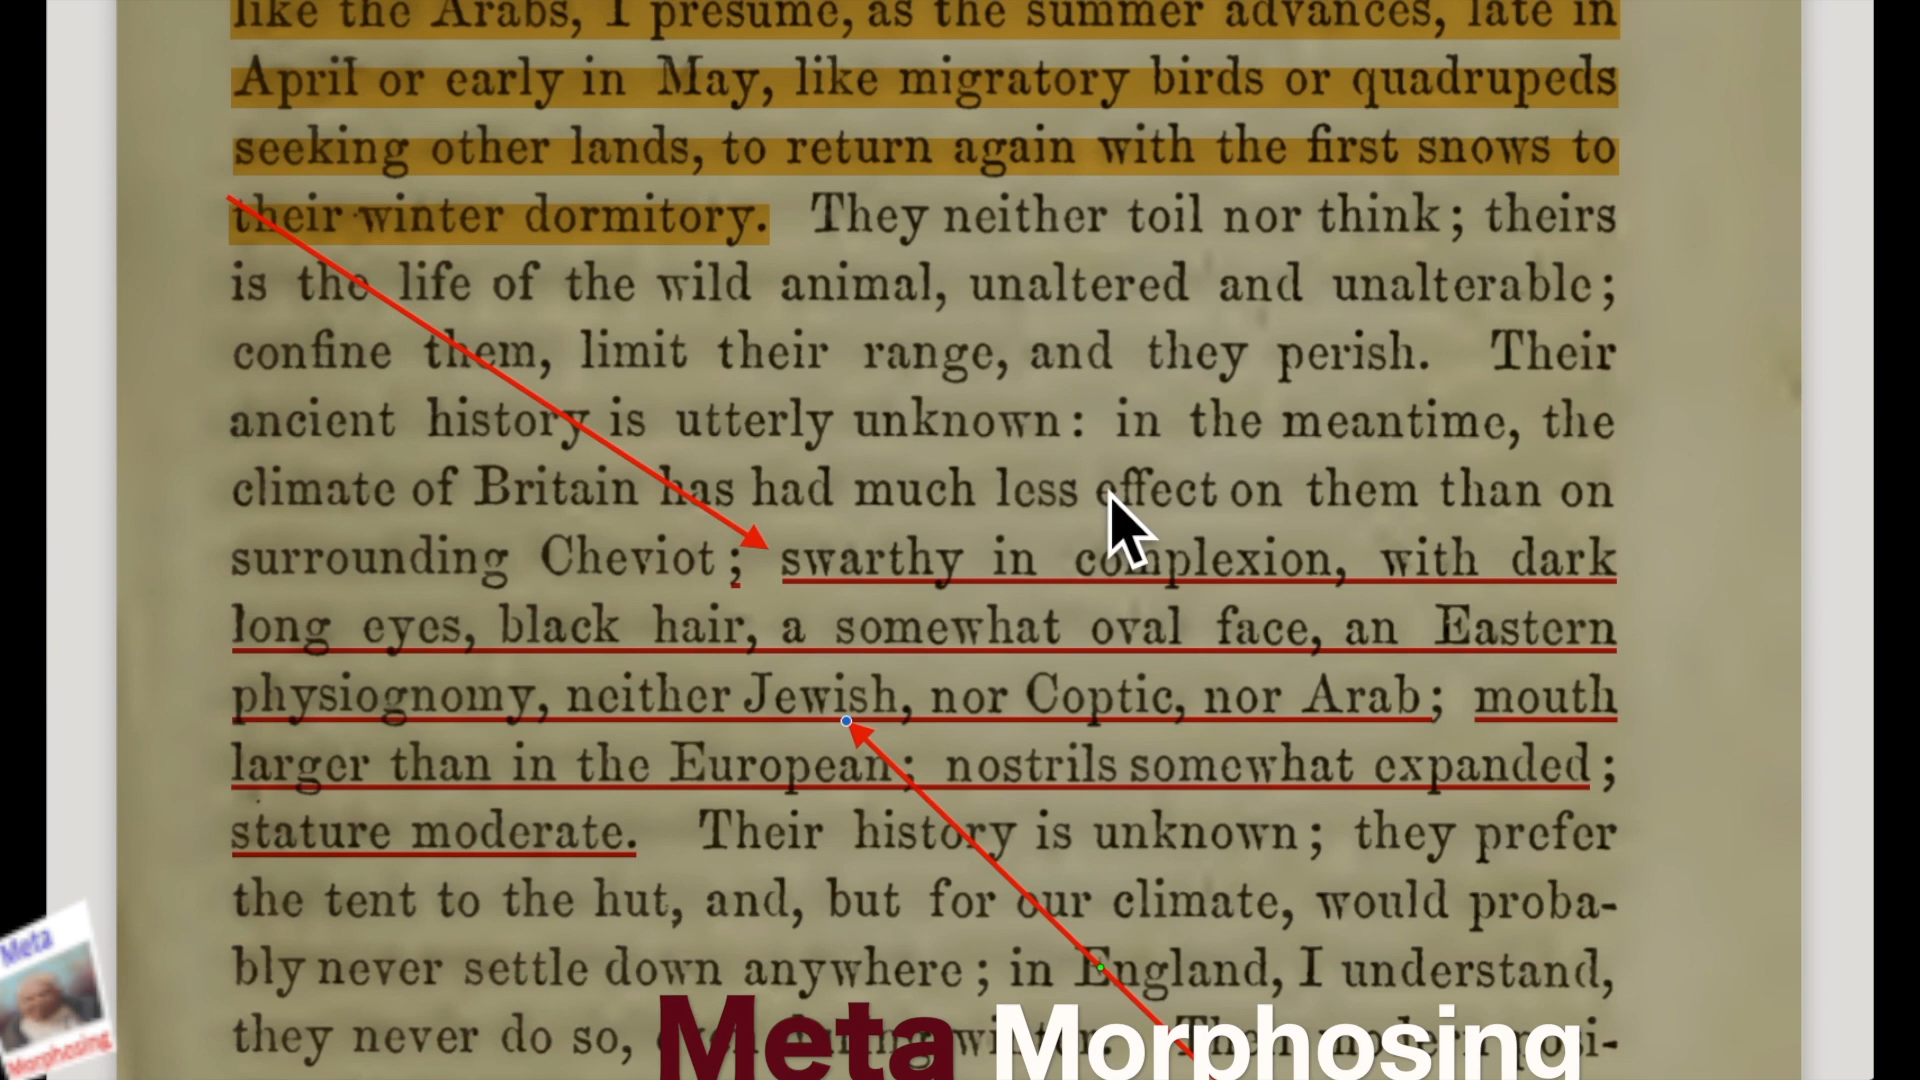 like the Arabs, I presume, as the summer advances, late in
April or early in May, like migratory birds or quadrupeds
seeking other lands, to return again with the first snows to
their winter dormitory. They neither toil nor think; theirs
is the life of the wild animal, unaltered and unalterable;
confine them, limit their range, and they perish. Their
ancient history is utterly unknown: in the meantime, the
climate of Britain has had much less effect on them than on
surrounding Cheviot; swarthy in complexion, with dark
long eyes, black hair, a somewhat oval face, an Eastern
physiognomy, neither Jewish, nor Coptic, nor Arab; mouth
larger than in the European; nostrils somewhat expanded;
stature moderate. Their history is unknown; they prefer
the tent to the hut, and, but for our climate, would proba-
bly never settle down anywhere; in England, I understand,
they never do so,
Meta Morphosing
Meta
Morphosing